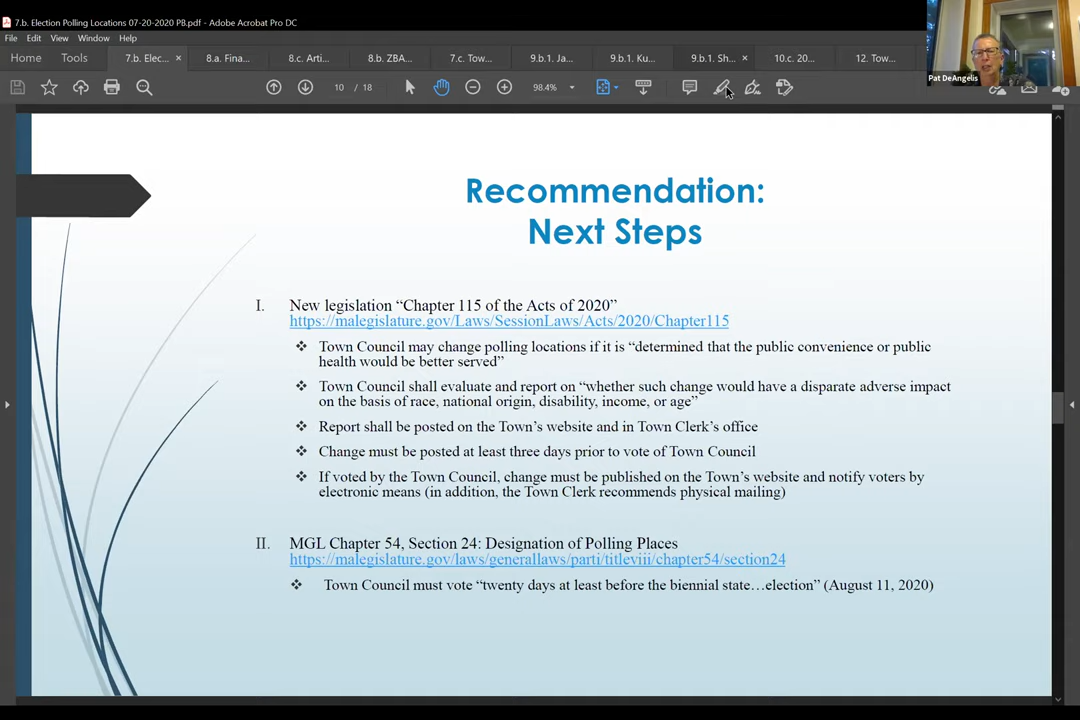 7.b. Election Polling Locations 07-20-2020 PB.pdf - Adobe Acrobat Pro DC
File Edit View Window Help
Home Tools 7.b. Elec... × 8.a. Fina... 8.c. Arti... 8.b. ZBA... 7.c. Tow... 9.b.1. Ja... 9.b.1. Ku... 9.b.1. Sh... × 10.c. 20... 12. Tow...
Pat DeAngelis
10 / 18 98.4%
Recommendation:
Next Steps
I. New legislation “Chapter 115 of the Acts of 2020”
https://malegislature.gov/Laws/SessionLaws/Acts/2020/Chapter115
❖ Town Council may change polling locations if it is “determined that the public convenience or public
health would be better served”
❖ Town Council shall evaluate and report on “whether such change would have a disparate adverse impact
on the basis of race, national origin, disability, income, or age”
❖ Report shall be posted on the Town’s website and in Town Clerk’s office
❖ Change must be posted at least three days prior to vote of Town Council
❖ If voted by the Town Council, change must be published on the Town’s website and notify voters by
electronic means (in addition, the Town Clerk recommends physical mailing)
II. MGL Chapter 54, Section 24: Designation of Polling Places
https://malegislature.gov/laws/generallaws/parti/titleviii/chapter54/section24
❖ Town Council must vote “twenty days at least before the biennial state…election” (August 11, 2020)